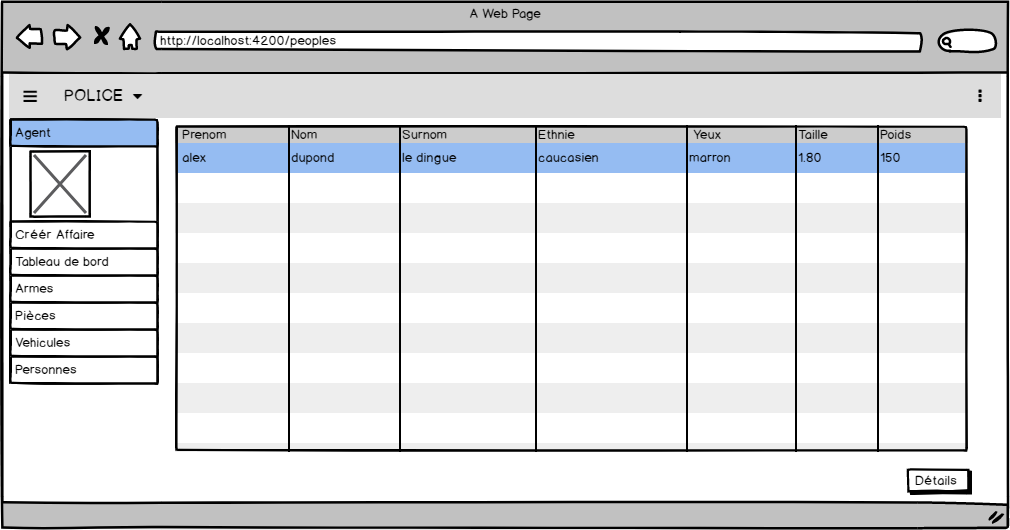 A Web Page
http://localhost:4200/peoples
POLICE
Agent
Créér Affaire
Tableau de bord
Armes
Pièces
Vehicules
Personnes
Prenom Nom Surnom Ethnie Yeux Taille Poids
alex dupond le dingue caucasien marron 1.80 150
Détails